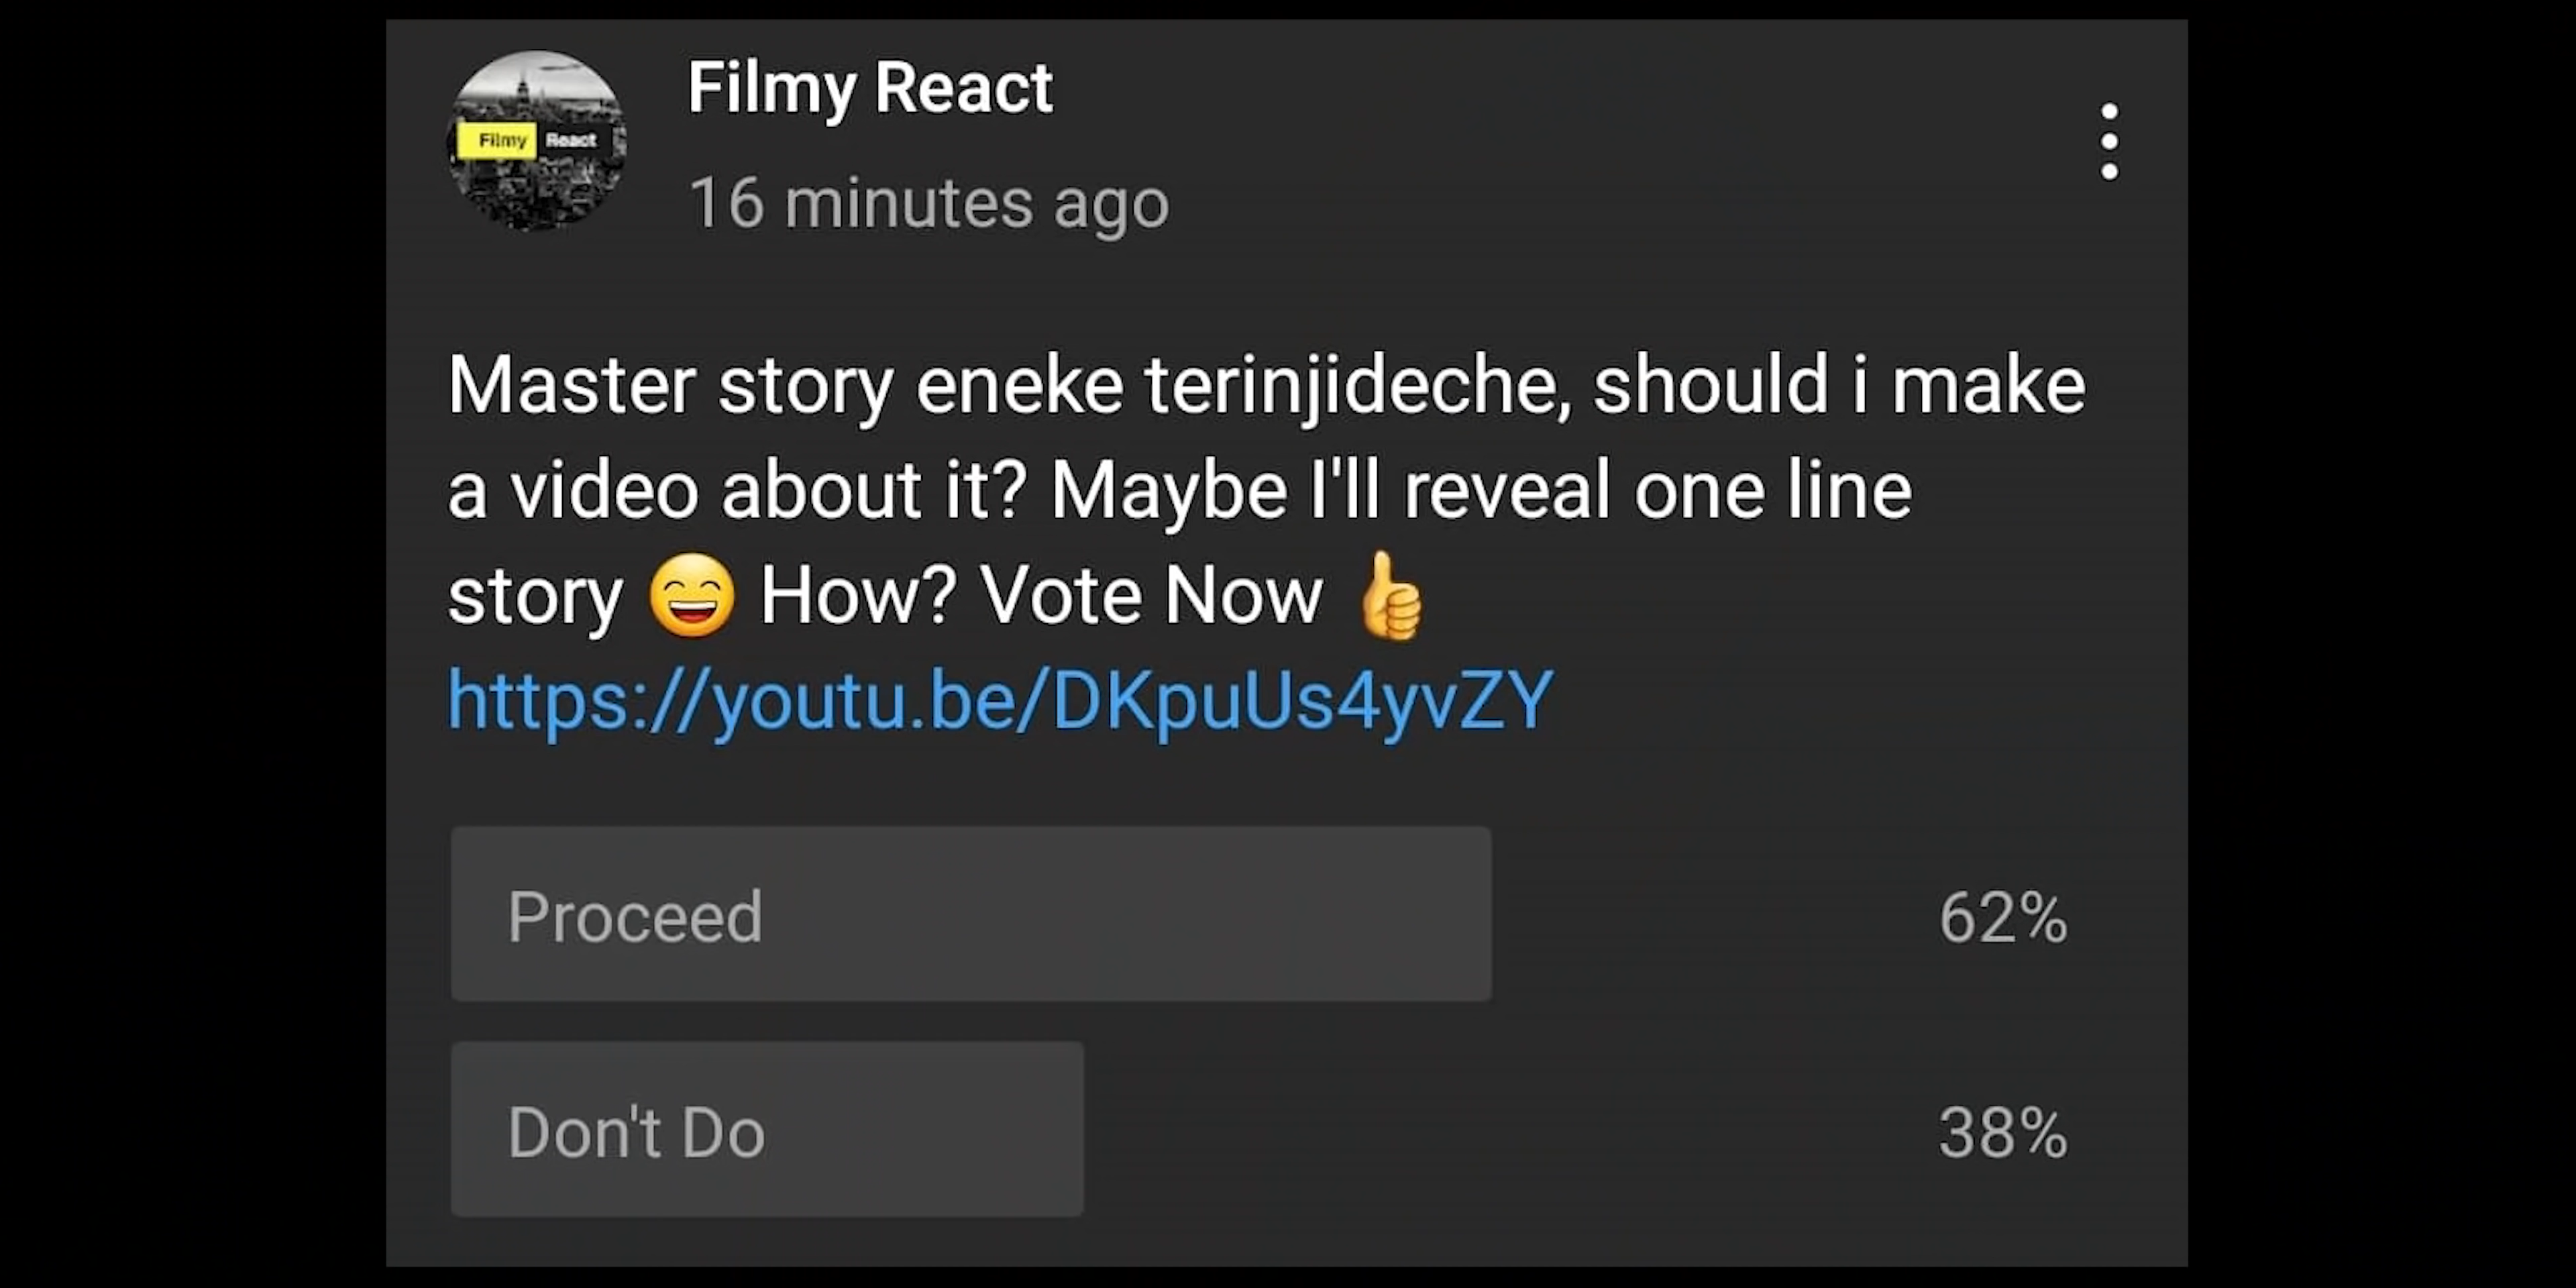 Filmy React
Filmy React
16 minutes ago
Master story eneke terinjideche, should i make
a video about it? Maybe I'll reveal one line
story 😄 How? Vote Now 👍
https://youtu.be/DKpuUs4yvZY
Proceed 62%
Don't Do 38%